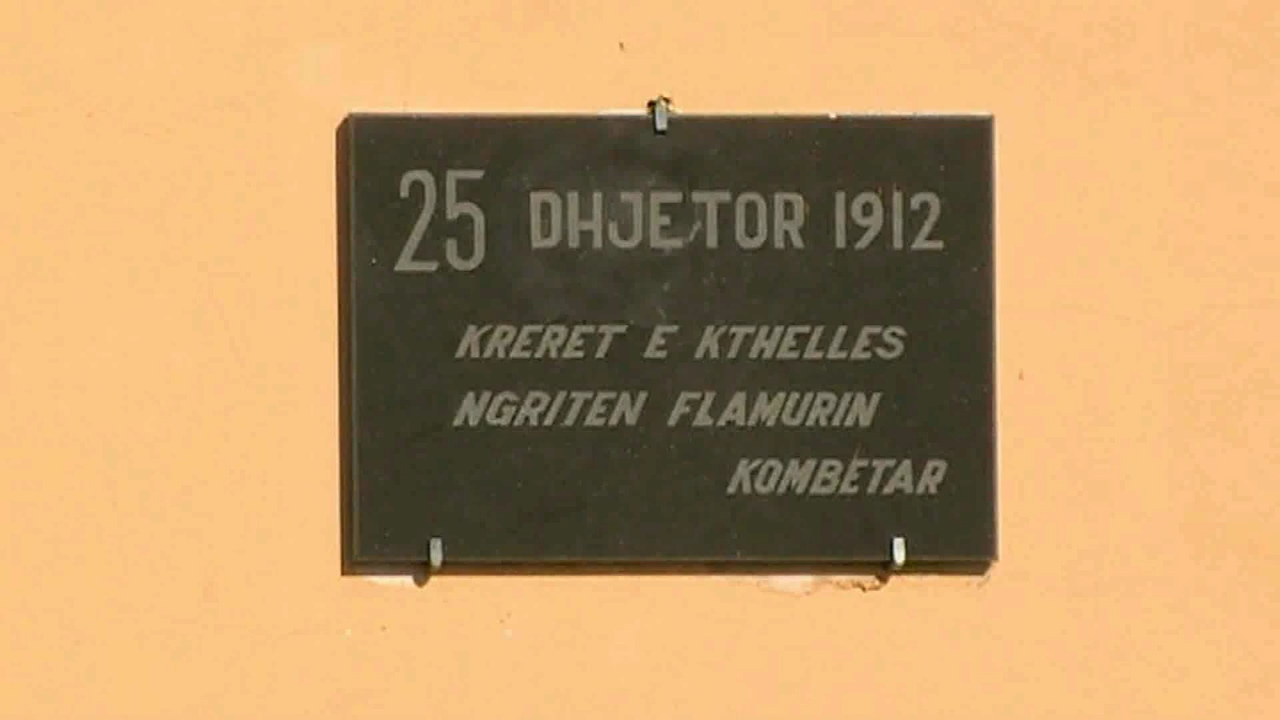 25 DHJETOR 1912
KRERET E KTHELLES
NGRITEN FLAMURIN
KOMBETAR